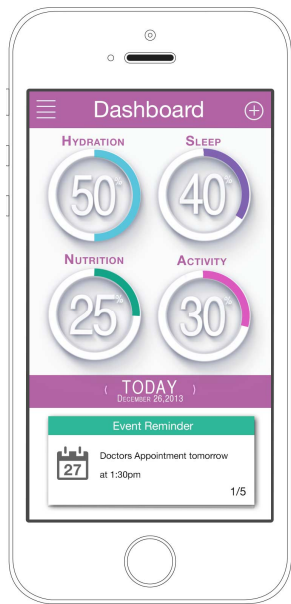 Dashboard
HYDRATION
SLEEP
50%
40%
NUTRITION
ACTIVITY
25%
30%
( TODAY )
DECEMBER 26,2013
Event Reminder
27
Doctors Appointment tomorrow
at 1:30pm
1/5